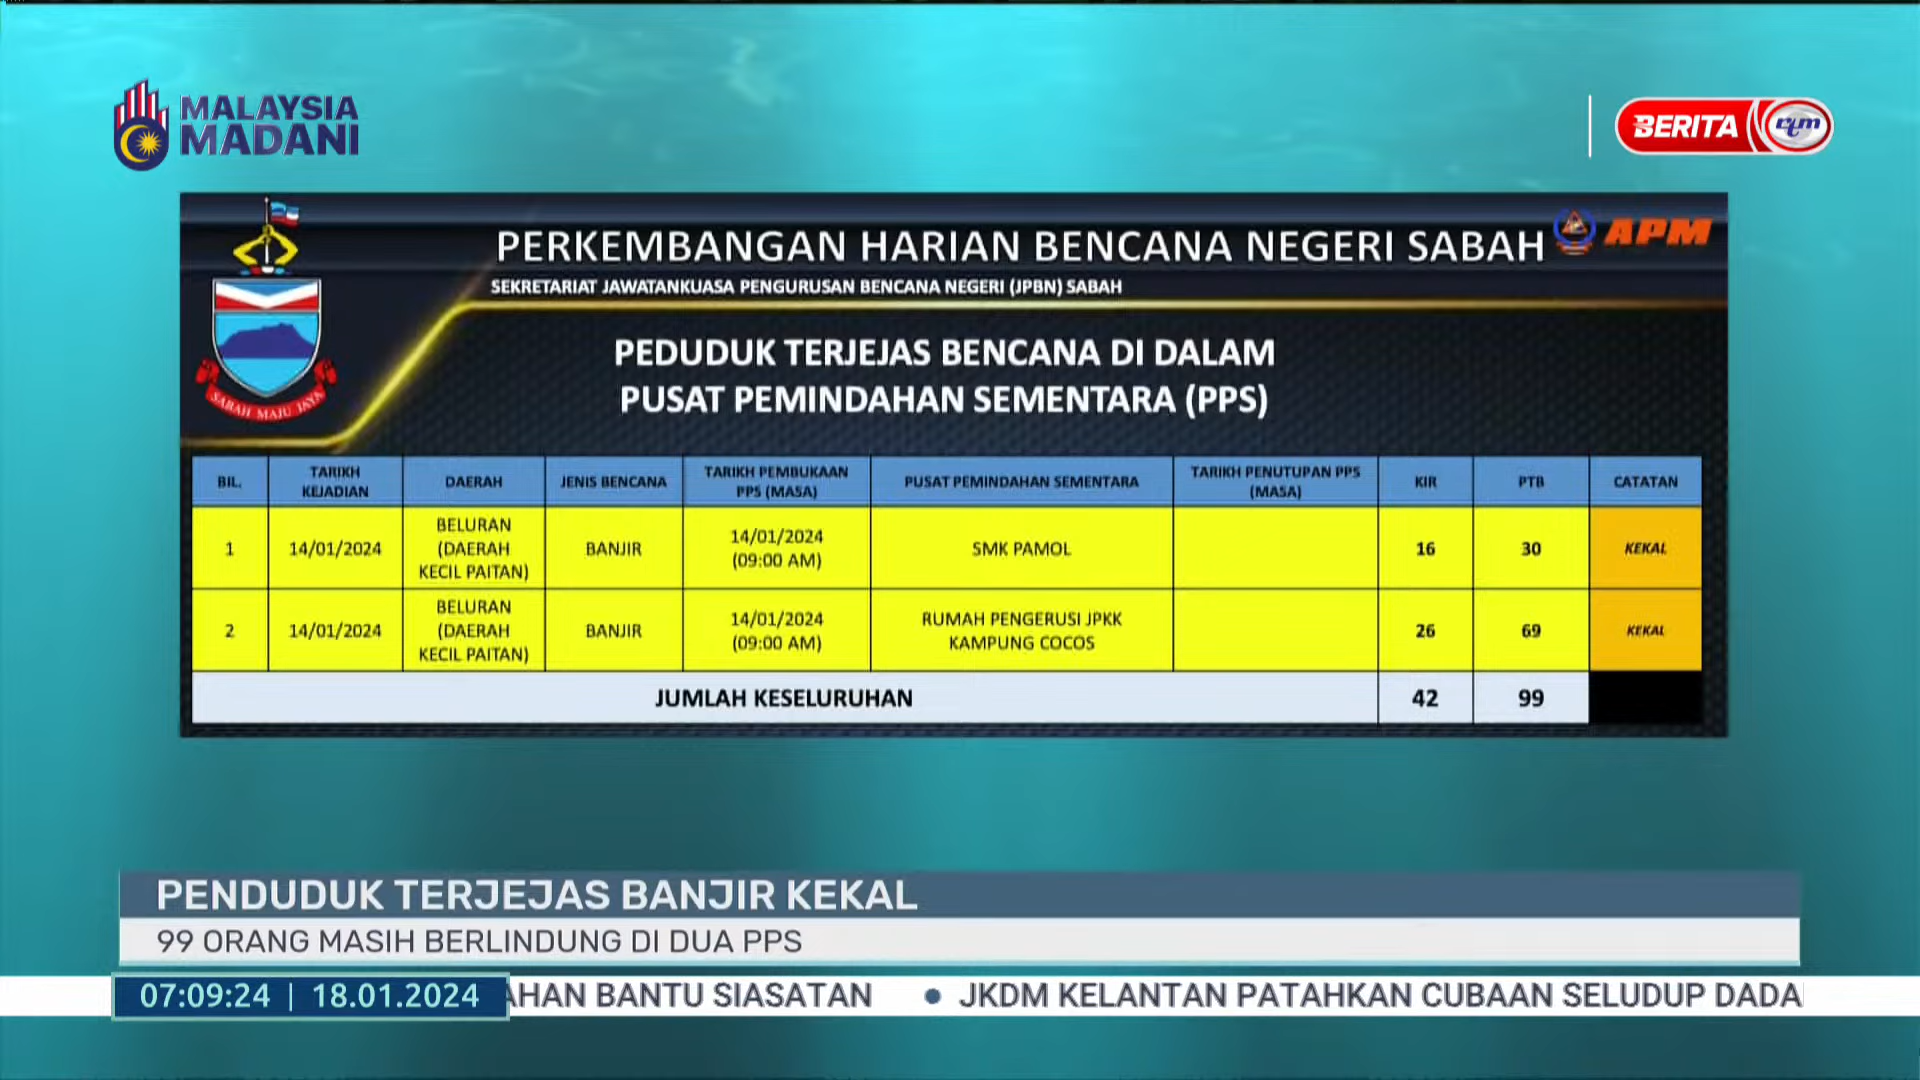 MALAYSIA
MADANI
BERITA rtm
PERKEMBANGAN HARIAN BENCANA NEGERI SABAH
APM
SEKRETARIAT JAWATANKUASA PENGURUSAN BENCANA NEGERI (JPBN) SABAH
SABAH MAJU JAYA
PEDUDUK TERJEJAS BENCANA DI DALAM
PUSAT PEMINDAHAN SEMENTARA (PPS)
BIL. TARIKH KEJADIAN DAERAH JENIS BENCANA TARIKH PEMBUKAAN PPS (MASA) PUSAT PEMINDAHAN SEMENTARA TARIKH PENUTUPAN PPS (MASA) KIR PTB CATATAN
1 14/01/2024 BELURAN (DAERAH KECIL PAITAN) BANJIR 14/01/2024 (09:00 AM) SMK PAMOL 16 30 KEKAL
2 14/01/2024 BELURAN (DAERAH KECIL PAITAN) BANJIR 14/01/2024 (09:00 AM) RUMAH PENGERUSI JPKK KAMPUNG COCOS 26 69 KEKAL
JUMLAH KESELURUHAN 42 99
PENDUDUK TERJEJAS BANJIR KEKAL
99 ORANG MASIH BERLINDUNG DI DUA PPS
07:09:24 | 18.01.2024 AHAN BANTU SIASATAN • JKDM KELANTAN PATAHKAN CUBAAN SELUDUP DADA